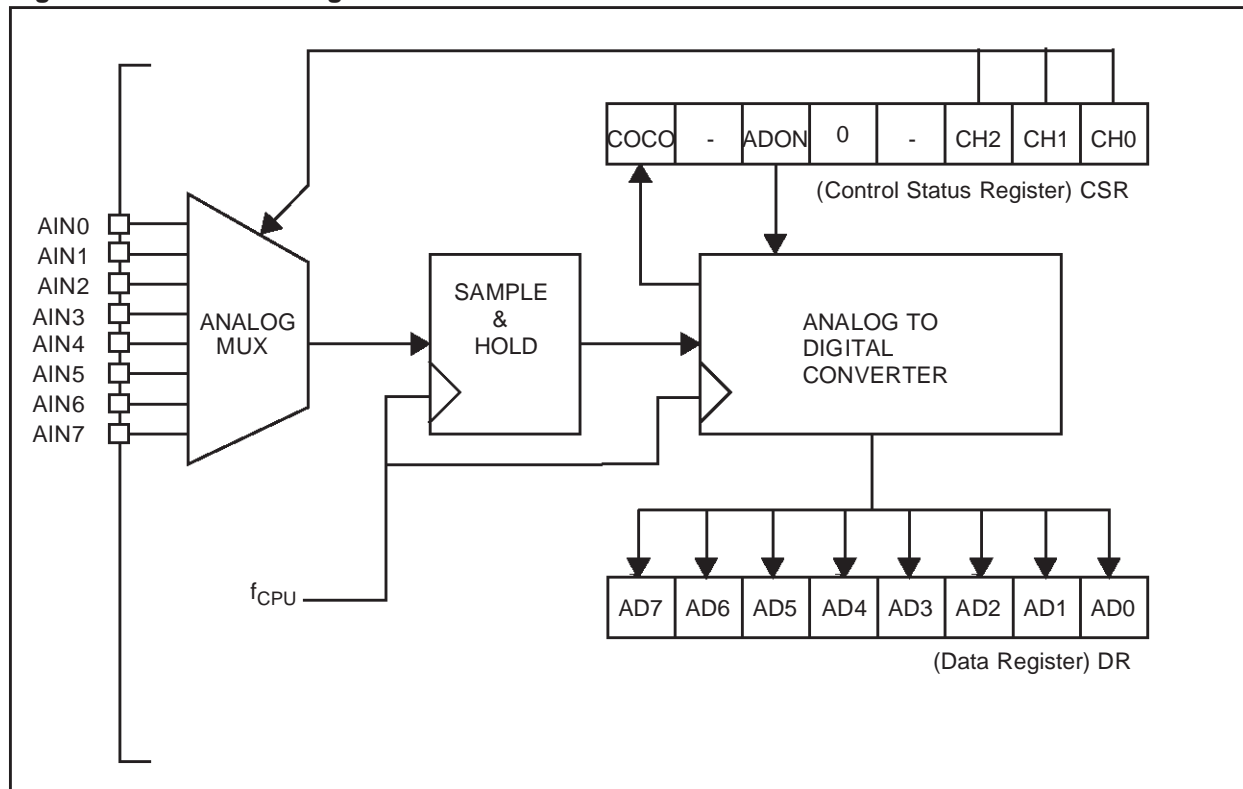 COCO - ADON 0 - CH2 CH1 CH0
(Control Status Register) CSR
AIN0
AIN1
AIN2
AIN3
AIN4
AIN5
AIN6
AIN7
ANALOG
MUX
SAMPLE
&
HOLD
ANALOG TO
DIGITAL
CONVERTER
fCPU
AD7 AD6 AD5 AD4 AD3 AD2 AD1 AD0
(Data Register) DR